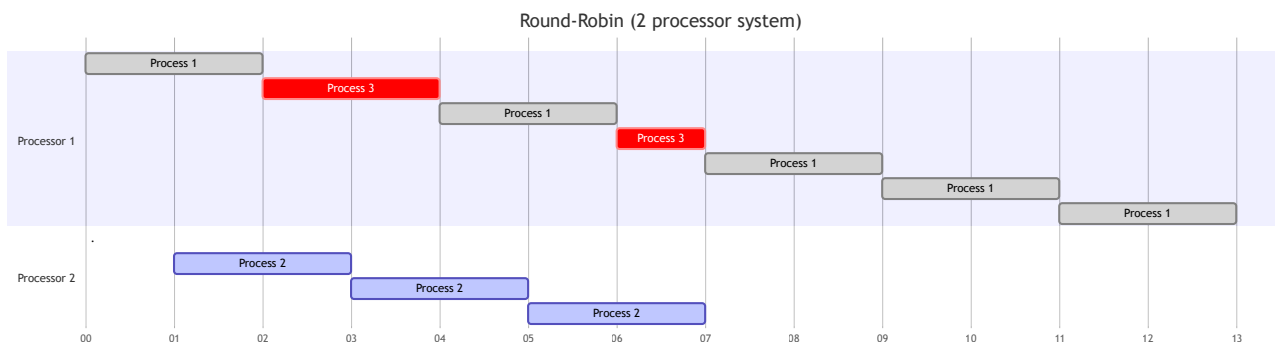 Round-Robin (2 processor system)
Process 1
Process 3
Process 1
Processor 1
Process 3
Process 1
Process 1
Process 1
.
Process 2
Processor 2
Process 2
Process 2
00 01 02 03 04 05 06 07 08 09 10 11 12 13